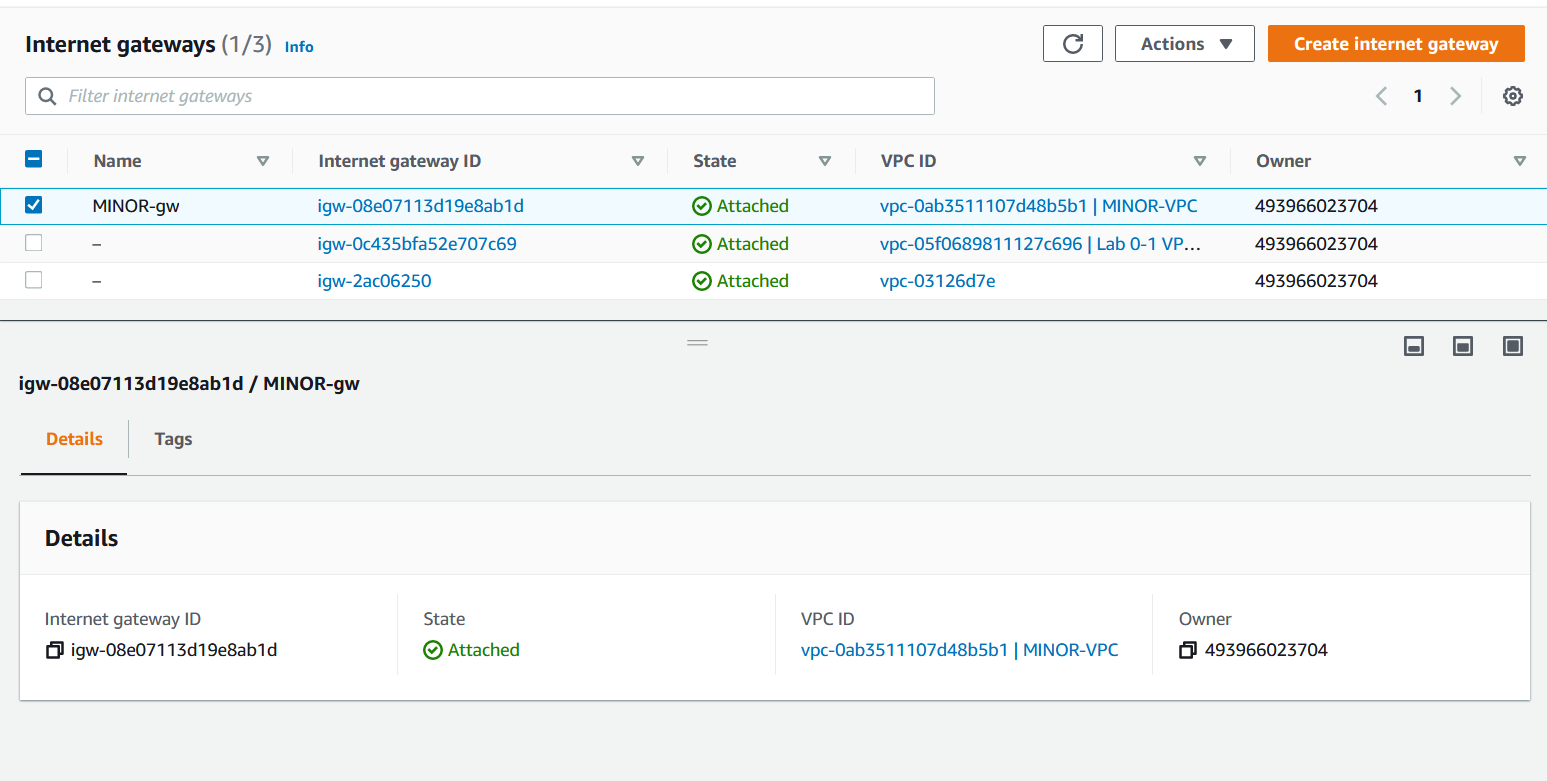 Internet gateways (1/3) Info
Actions
Create internet gateway
Filter internet gateways
1
Name Internet gateway ID State VPC ID Owner
MINOR-gw igw-08e07113d19e8ab1d Attached vpc-0ab3511107d48b5b1 | MINOR-VPC 493966023704
– igw-0c435bfa52e707c69 Attached vpc-05f0689811127c696 | Lab 0-1 VP… 493966023704
– igw-2ac06250 Attached vpc-03126d7e 493966023704
igw-08e07113d19e8ab1d / MINOR-gw
Details Tags
Details
Internet gateway ID State VPC ID Owner
igw-08e07113d19e8ab1d Attached vpc-0ab3511107d48b5b1 | MINOR-VPC 493966023704